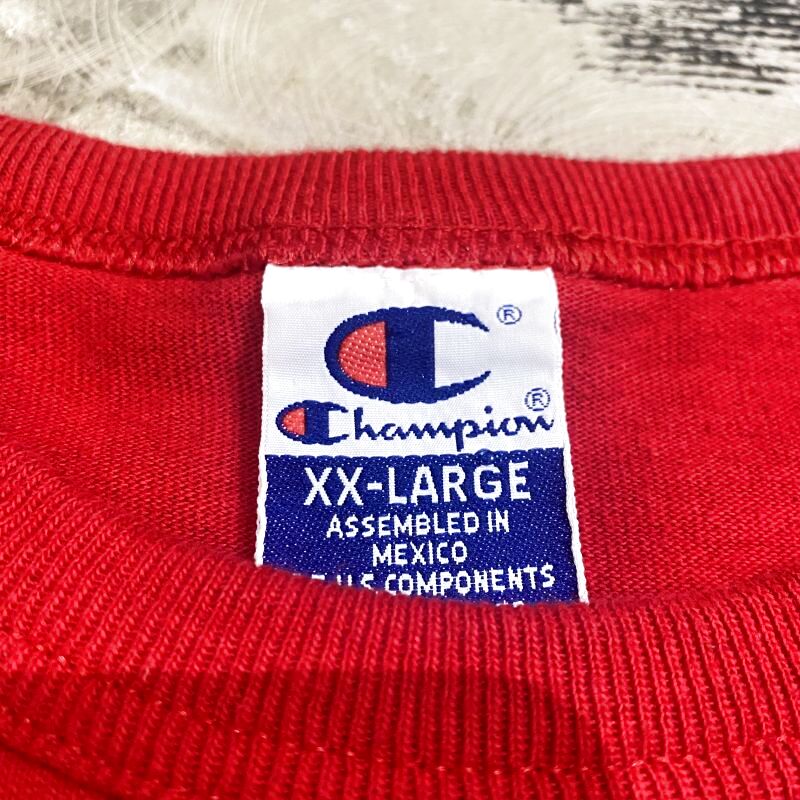 ®
Champion®
XX-LARGE
ASSEMBLED IN
MEXICO
U.S. COMPONENTS